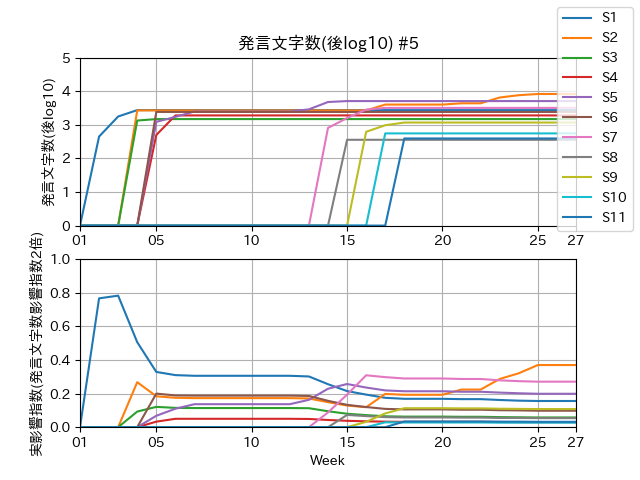 発言文字数(後log10) #5
発言文字数(後log10)
5
4
3
2
1
0
01 05 10 15 20 25 27
S1
S2
S3
S4
S5
S6
S7
S8
S9
S10
S11
実影響指数(発言文字数影響指数2倍)
1.0
0.8
0.6
0.4
0.2
0.0
01 05 10 15 20 25 27
Week